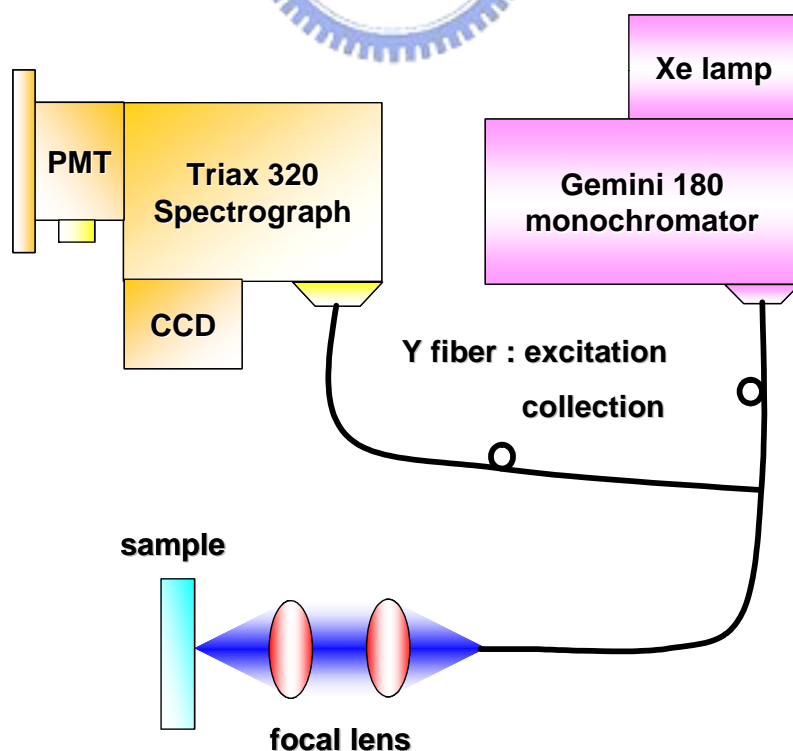 Xe lamp
PMT
Triax 320
Spectrograph
Gemini 180
monochromator
CCD
Y fiber : excitation
collection
sample
focal lens